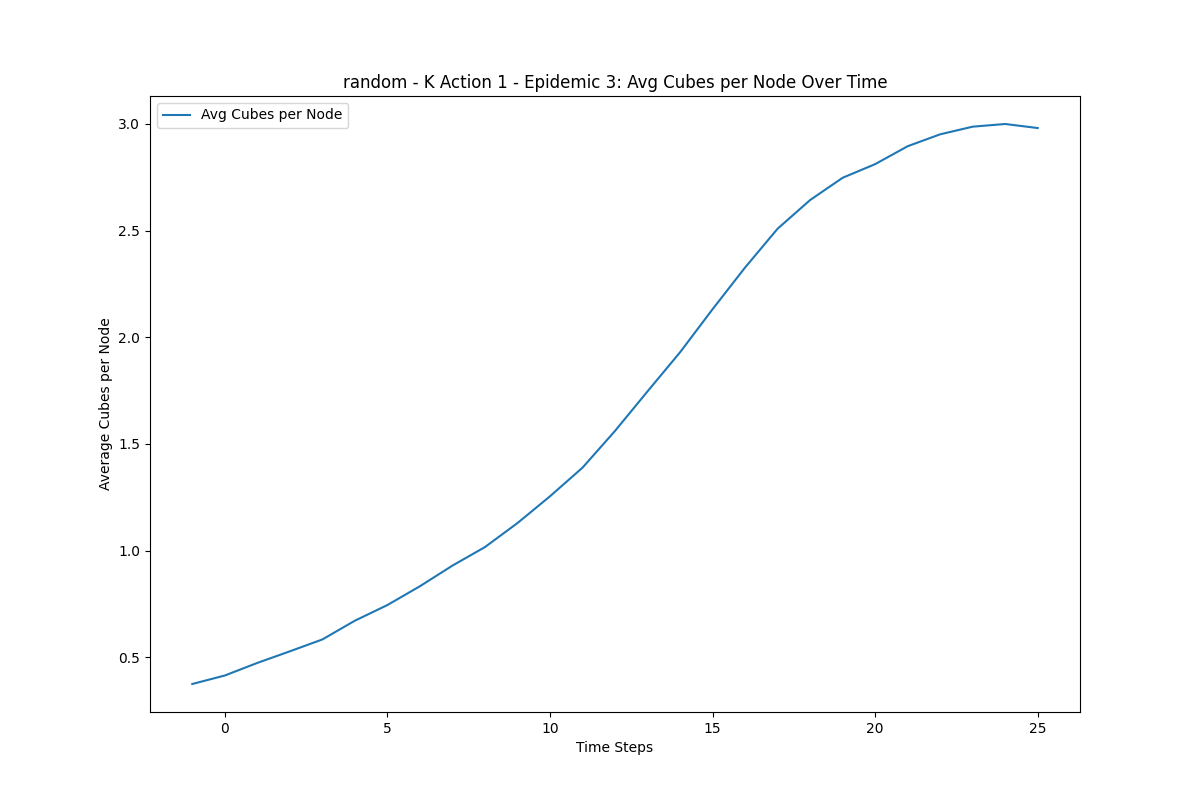 random - K Action 1 - Epidemic 3: Avg Cubes per Node Over Time
Avg Cubes per Node
3.0
2.5
2.0
1.5
1.0
0.5
Average Cubes per Node
0 5 10 15 20 25
Time Steps